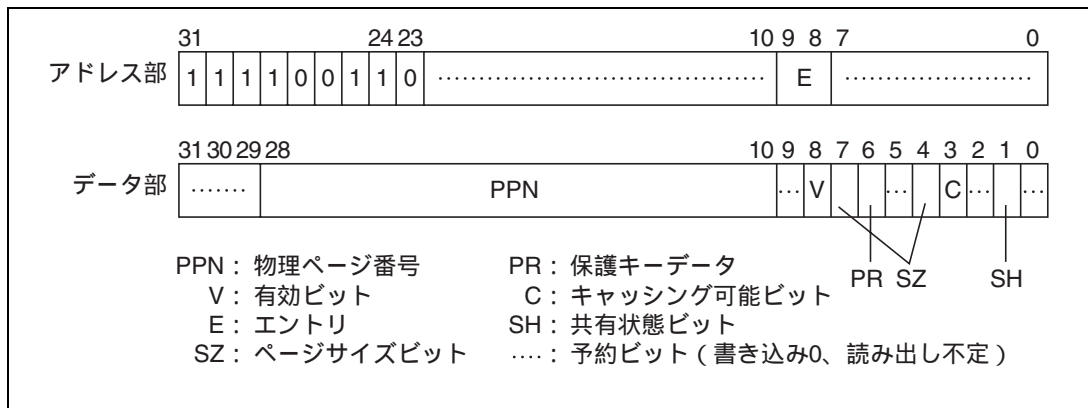 31 24 23 10 9 8 7 0
アドレス部 1 1 1 1 0 0 1 1 0 ........................ E ........................
31 30 29 28 10 9 8 7 6 5 4 3 2 1 0
データ部 ....... PPN ... V ... C ... ...
PR SZ SH
PPN： 物理ページ番号 PR： 保護キーデータ
V： 有効ビット C： キャッシング可能ビット
E： エントリ SH： 共有状態ビット
SZ： ページサイズビット ....： 予約ビット（書き込み0、読み出し不定）